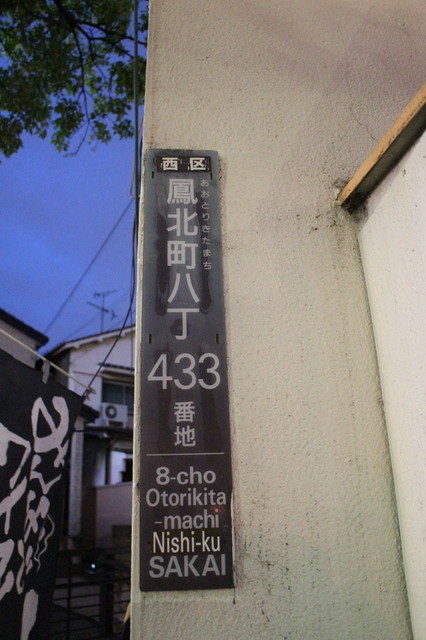 西区
鳳北町八丁
おおとりきたまち
433
番地
8-cho
Otorikita
-machi
Nishi-ku
SAKAI